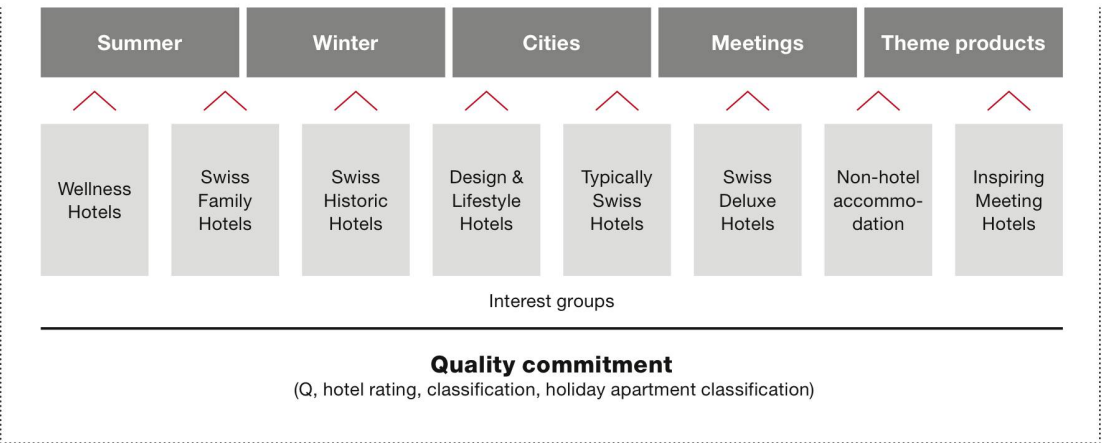 Summer
Winter
Cities
Meetings
Theme products
Wellness
Hotels
Swiss
Family
Hotels
Swiss
Historic
Hotels
Design &
Lifestyle
Hotels
Typically
Swiss
Hotels
Swiss
Deluxe
Hotels
Non-hotel
accommo-
dation
Inspiring
Meeting
Hotels
Interest groups
Quality commitment
(Q, hotel rating, classification, holiday apartment classification)